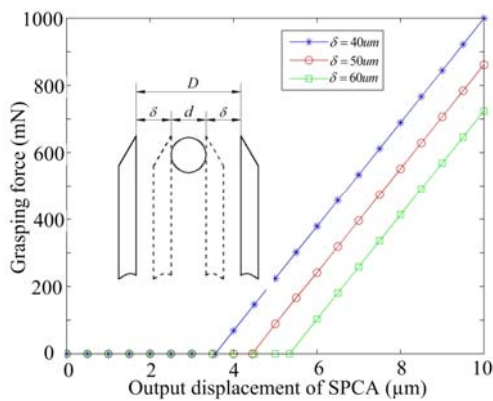 1000
800
600
400
200
0
Grasping force (mN)
δ = 40um
δ = 50um
δ = 60um
D
δ d δ
0 2 4 6 8 10
Output displacement of SPCA (μm)